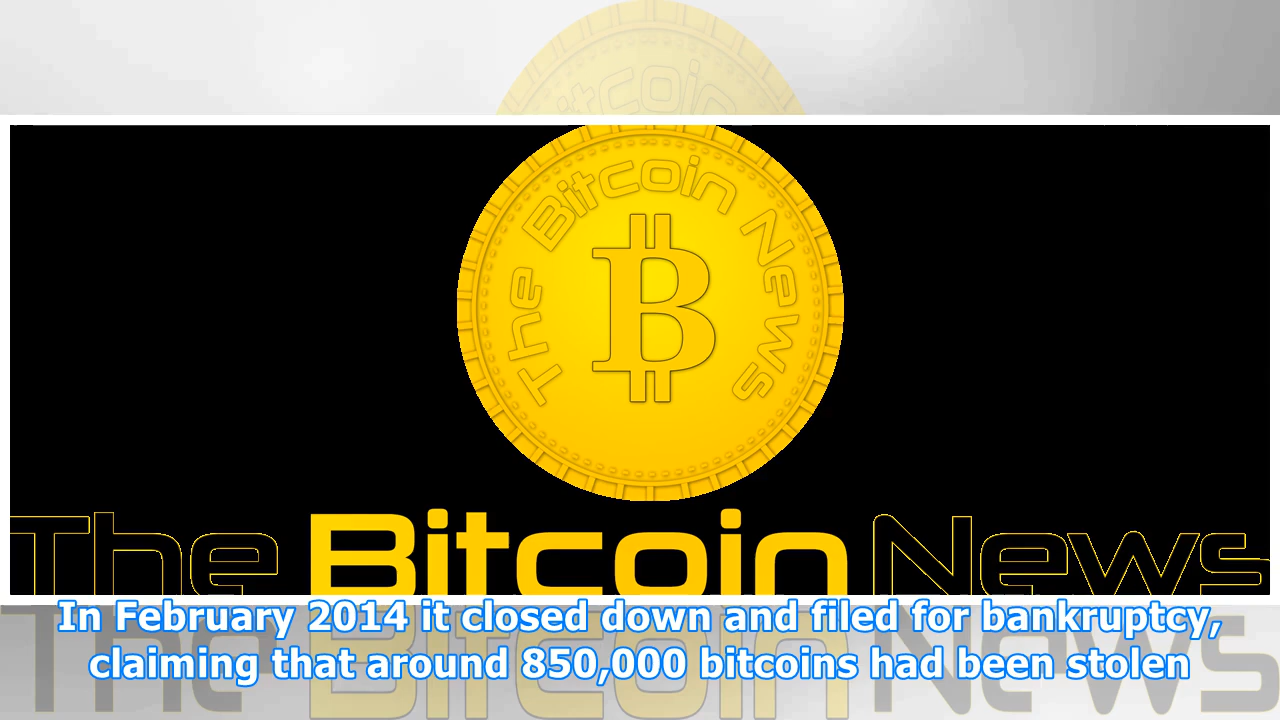 The Bitcoin News
The Bitcoin News
In February 2014 it closed down and filed for bankruptcy,
claiming that around 850,000 bitcoins had been stolen